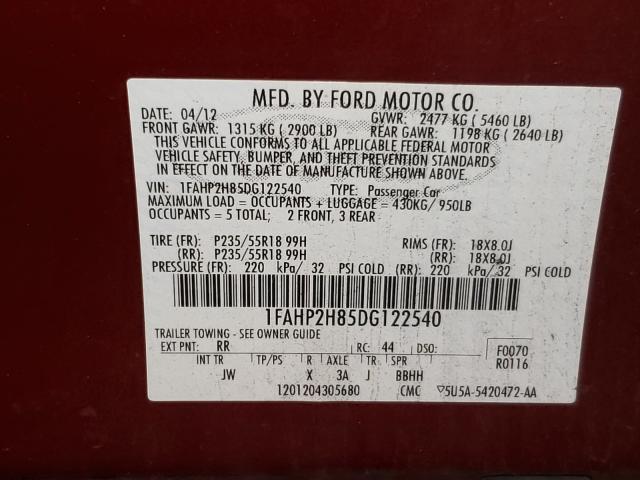 MFD. BY FORD MOTOR CO.
DATE: 04/12 GVWR: 2477 KG ( 5460 LB)
FRONT GAWR: 1315 KG ( 2900 LB) REAR GAWR: 1198 KG ( 2640 LB)
THIS VEHICLE CONFORMS TO ALL APPLICABLE FEDERAL MOTOR
VEHICLE SAFETY, BUMPER, AND THEFT PREVENTION STANDARDS
IN EFFECT ON THE DATE OF MANUFACTURE SHOWN ABOVE.
VIN: 1FAHP2H85DG122540 TYPE: Passenger Car
MAXIMUM LOAD = OCCUPANTS + LUGGAGE = 430KG/ 950LB
OCCUPANTS = 5 TOTAL; 2 FRONT, 3 REAR
TIRE (FR): P235/55R18 99H RIMS (FR): 18X8.0J
(RR): P235/55R18 99H (RR): 18X8.0J
PRESSURE (FR): 220 kPa/ 32 PSI COLD (RR): 220 kPa/ 32 PSI COLD
1FAHP2H85DG122540
TRAILER TOWING - SEE OWNER GUIDE
EXT PNT: RR RC: 44 DSO: F0070
INT TR TP/PS R AXLE TR SPR R0116
JW X 3A J BBHH
1201204305680 CMC 5U5A-5420472-AA